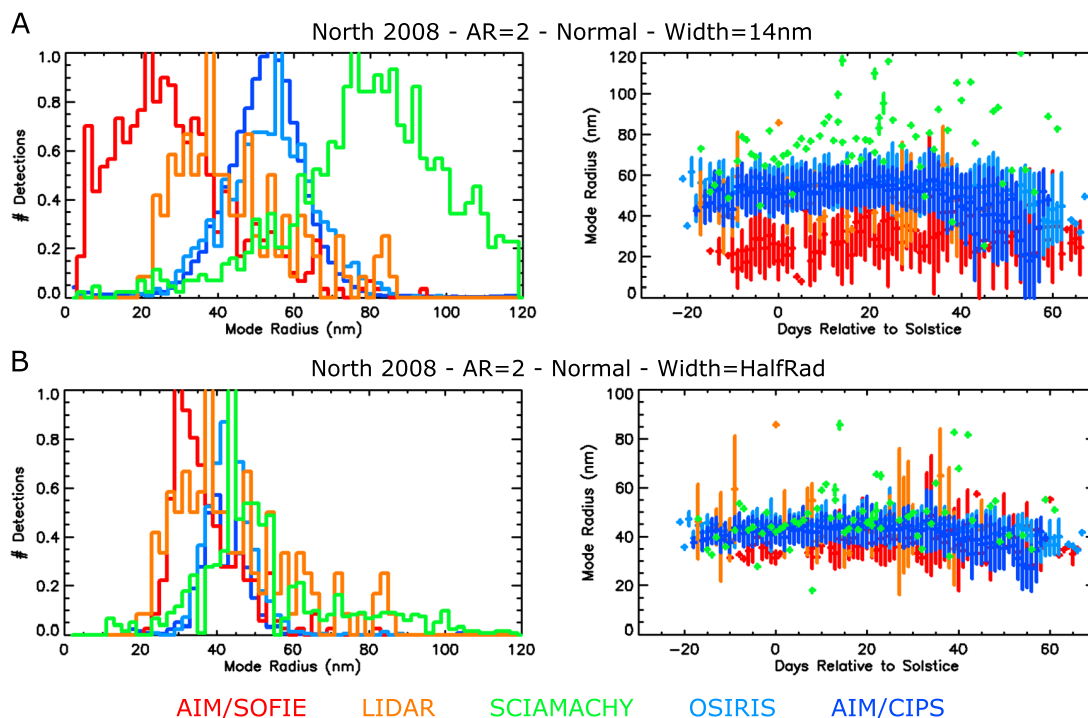 A
North 2008 - AR=2 - Normal - Width=14nm
1.0
0.8
0.6
0.4
0.2
0.0
# Detections
0 20 40 60 80 100 120
Mode Radius (nm)
120
100
80
60
40
20
0
Mode Radius (nm)
−20 0 20 40 60
Days Relative to Solstice
B
North 2008 - AR=2 - Normal - Width=HalfRad
1.0
0.8
0.6
0.4
0.2
0.0
# Detections
0 20 40 60 80 100 120
Mode Radius (nm)
100
80
60
40
20
0
Mode Radius (nm)
−20 0 20 40 60
Days Relative to Solstice
AIM/SOFIE LIDAR SCIAMACHY OSIRIS AIM/CIPS